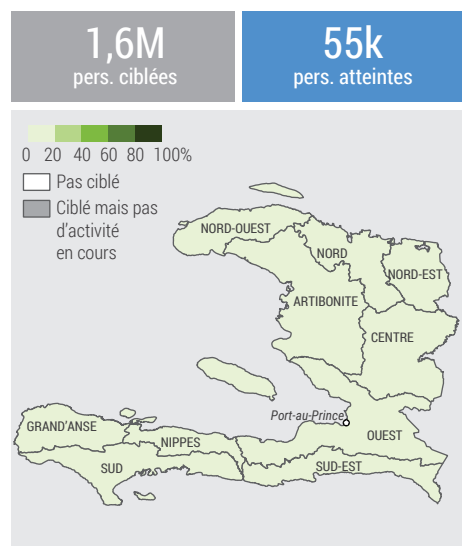 1,6M
pers. ciblées
55k
pers. atteintes
0 20 40 60 80 100%
Pas ciblé
Ciblé mais pas
d'activité
en cours
NORD-OUEST
NORD
NORD-EST
ARTIBONITE
CENTRE
Port-au-Prince
GRAND'ANSE
NIPPES
OUEST
SUD
SUD-EST